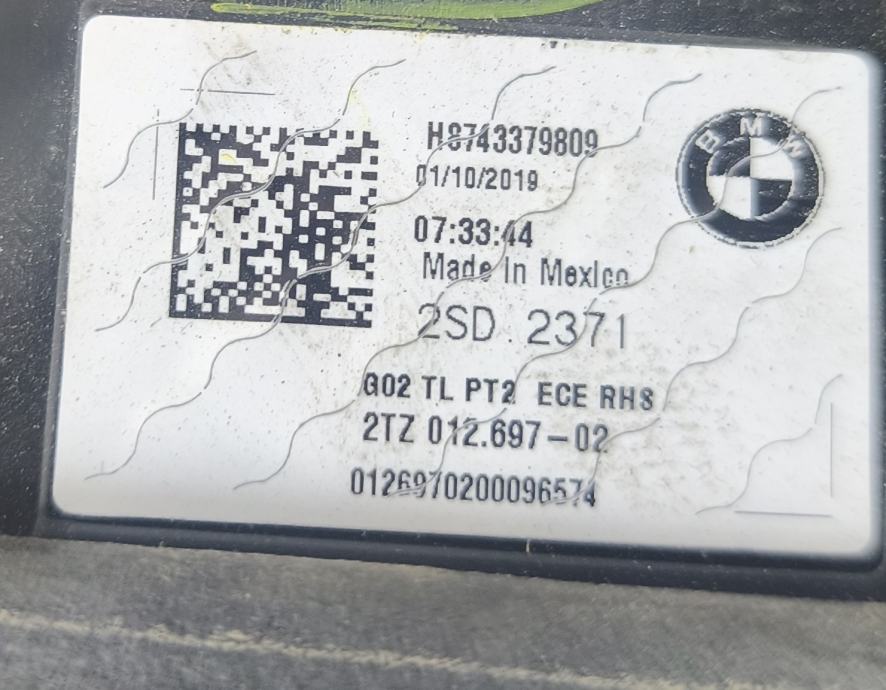 H8743379809
01/10/2019
07:33:44
Made In Mexico
2SD.2371
G02 TL PT2 ECE RHS
2TZ 012.697-02
0126970200096574
BMW